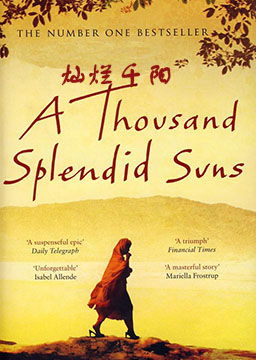 THE NUMBER ONE BESTSELLER
灿烂千阳
A Thousand
Splendid Suns
'A suspenseful epic'
Daily Telegraph
'A triumph'
Financial Times
'Unforgettable'
Isabel Allende
'A masterful story'
Mariella Frostrup